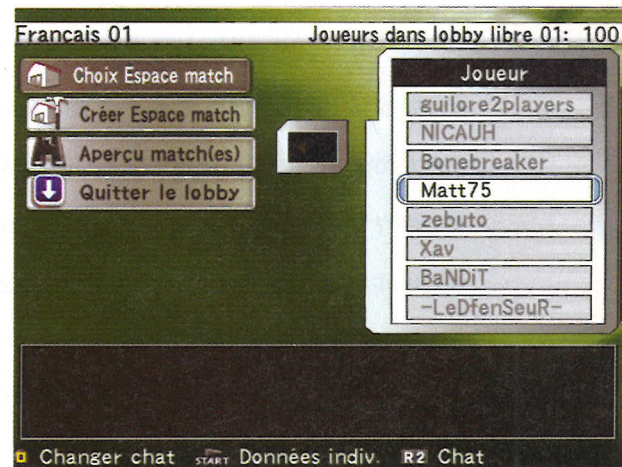 Français 01 Joueurs dans lobby libre 01: 100
Choix Espace match
Créer Espace match
Aperçu match(es)
Quitter le lobby
Joueur
guilore2players
NICAUH
Bonebreaker
Matt75
zebuto
Xav
BaNDiT
-LeDfenSeuR-
Changer chat START Données indiv. R2 Chat